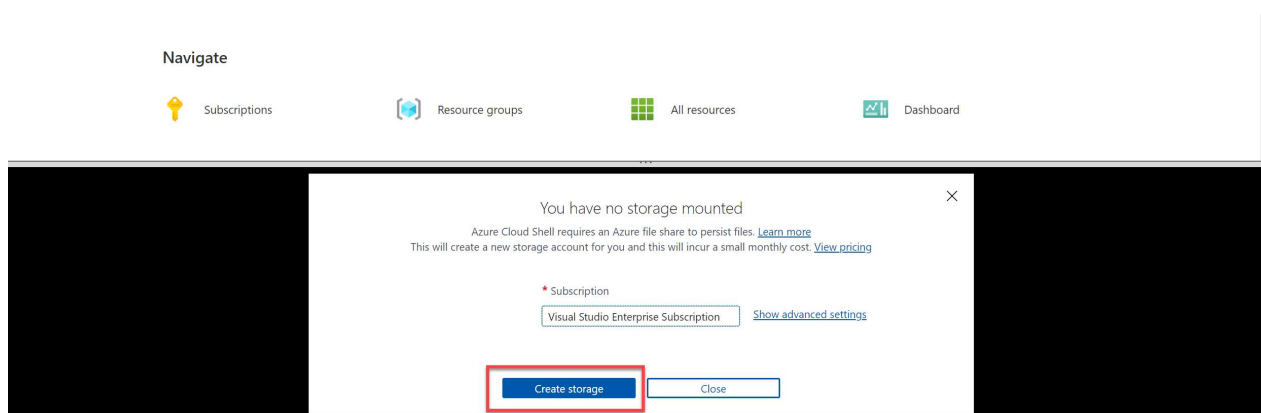 Navigate
Subscriptions
Resource groups
All resources
Dashboard
You have no storage mounted
Azure Cloud Shell requires an Azure file share to persist files. Learn more
This will create a new storage account for you and this will incur a small monthly cost. View pricing
* Subscription
Visual Studio Enterprise Subscription
Show advanced settings
Create storage
Close